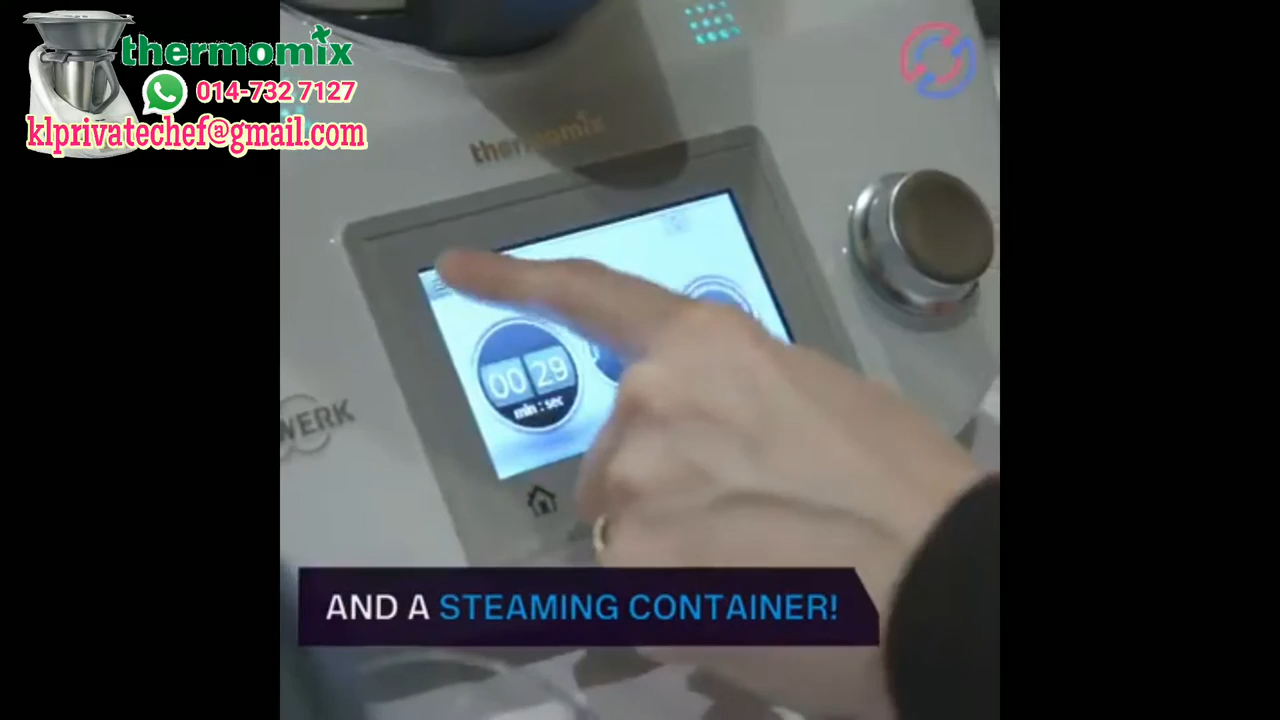 thermomix
014-732 7127
klprivatechef@gmail.com
thermomix
WERK
00 29
min : sec
AND A STEAMING CONTAINER!